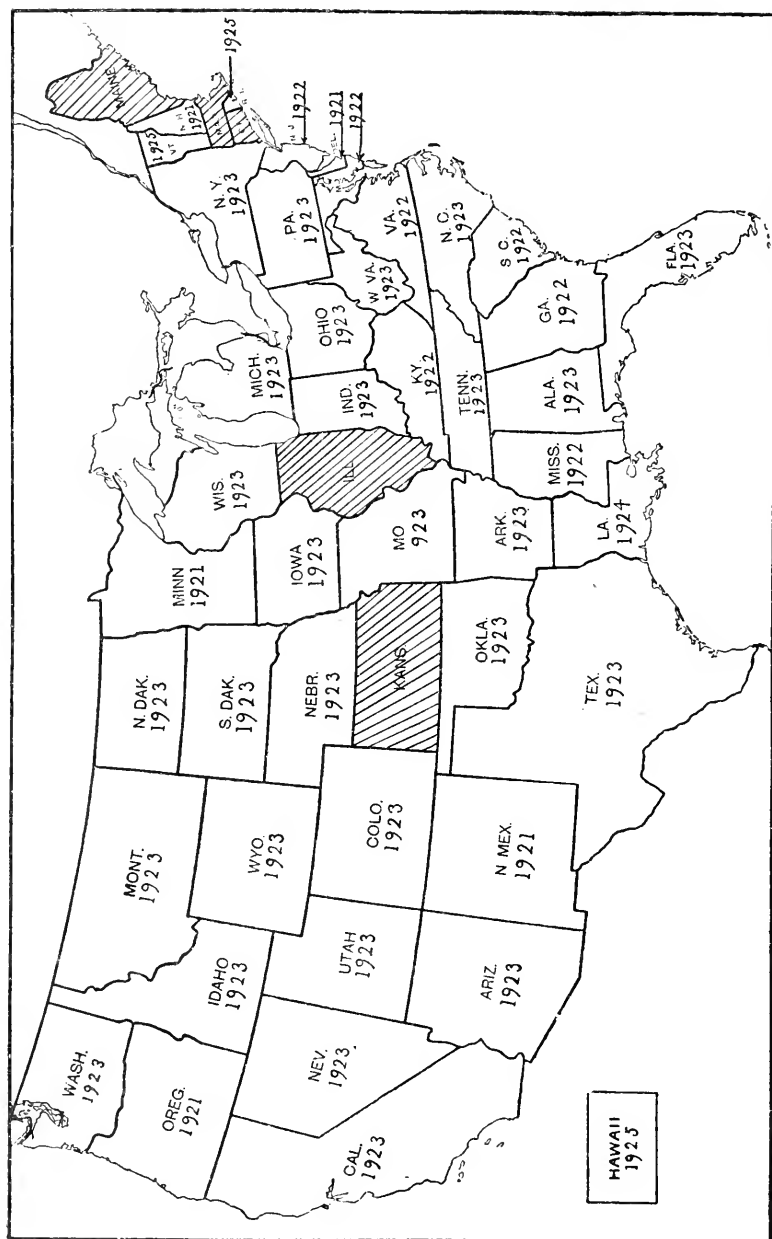 WASH.
1923
OREG.
1921
CAL.
1923
NEV.
1923
IDAHO
1923
MONT.
1923
WYO.
1923
UTAH
1923
COLO.
1923
ARIZ.
1923
N MEX.
1921
N. DAK.
1923
S. DAK.
1923
NEBR.
1923
KANS
OKLA.
1923
TEX.
1923
MINN
1921
IOWA
1923
MO
923
ARK.
1923
LA.
1924
WIS.
1923
ILL
MICH.
1923
IND.
1923
OHIO
1923
KY.
1922
TENN.
1923
MISS.
1922
ALA.
1923
GA.
1922
FLA.
1923
S C.
1922
N C.
1923
VA.
1922
W VA.
1923
PA.
1923
N. Y.
1923
1925
VT
N H
1921
MAINE
1925
N J
1922
DEL.
1921
1922
HAWAII
1925